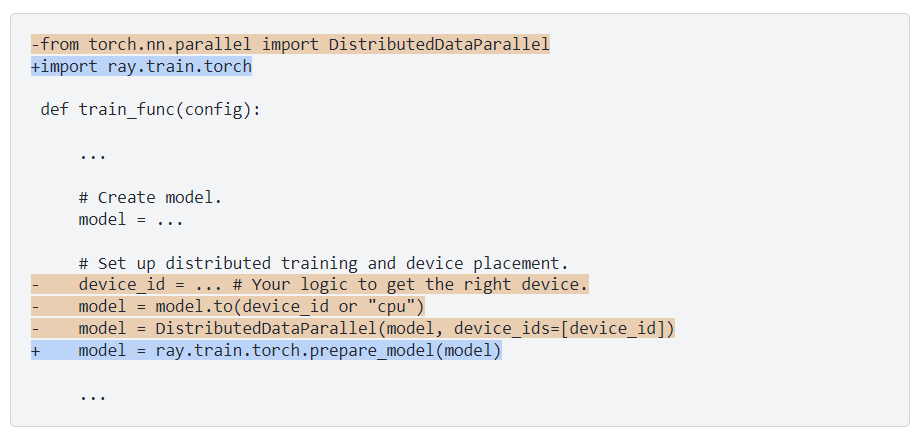 -from torch.nn.parallel import DistributedDataParallel
+import ray.train.torch
 def train_func(config):
     ...
     # Create model.
     model = ...
     # Set up distributed training and device placement.
-    device_id = ... # Your logic to get the right device.
-    model = model.to(device_id or "cpu")
-    model = DistributedDataParallel(model, device_ids=[device_id])
+    model = ray.train.torch.prepare_model(model)
     ...